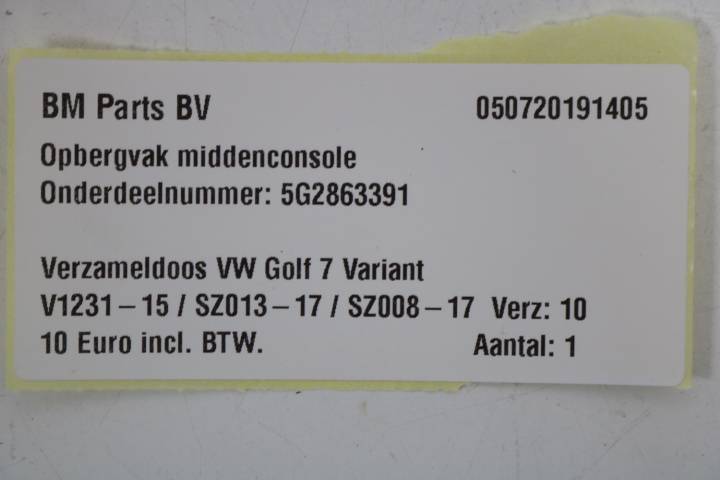 BM Parts BV 050720191405
Opbergvak middenconsole
Onderdeelnummer: 5G2863391
Verzameldoos VW Golf 7 Variant
V1231-15 / SZ013-17 / SZ008-17 Verz: 10
10 Euro incl. BTW. Aantal: 1